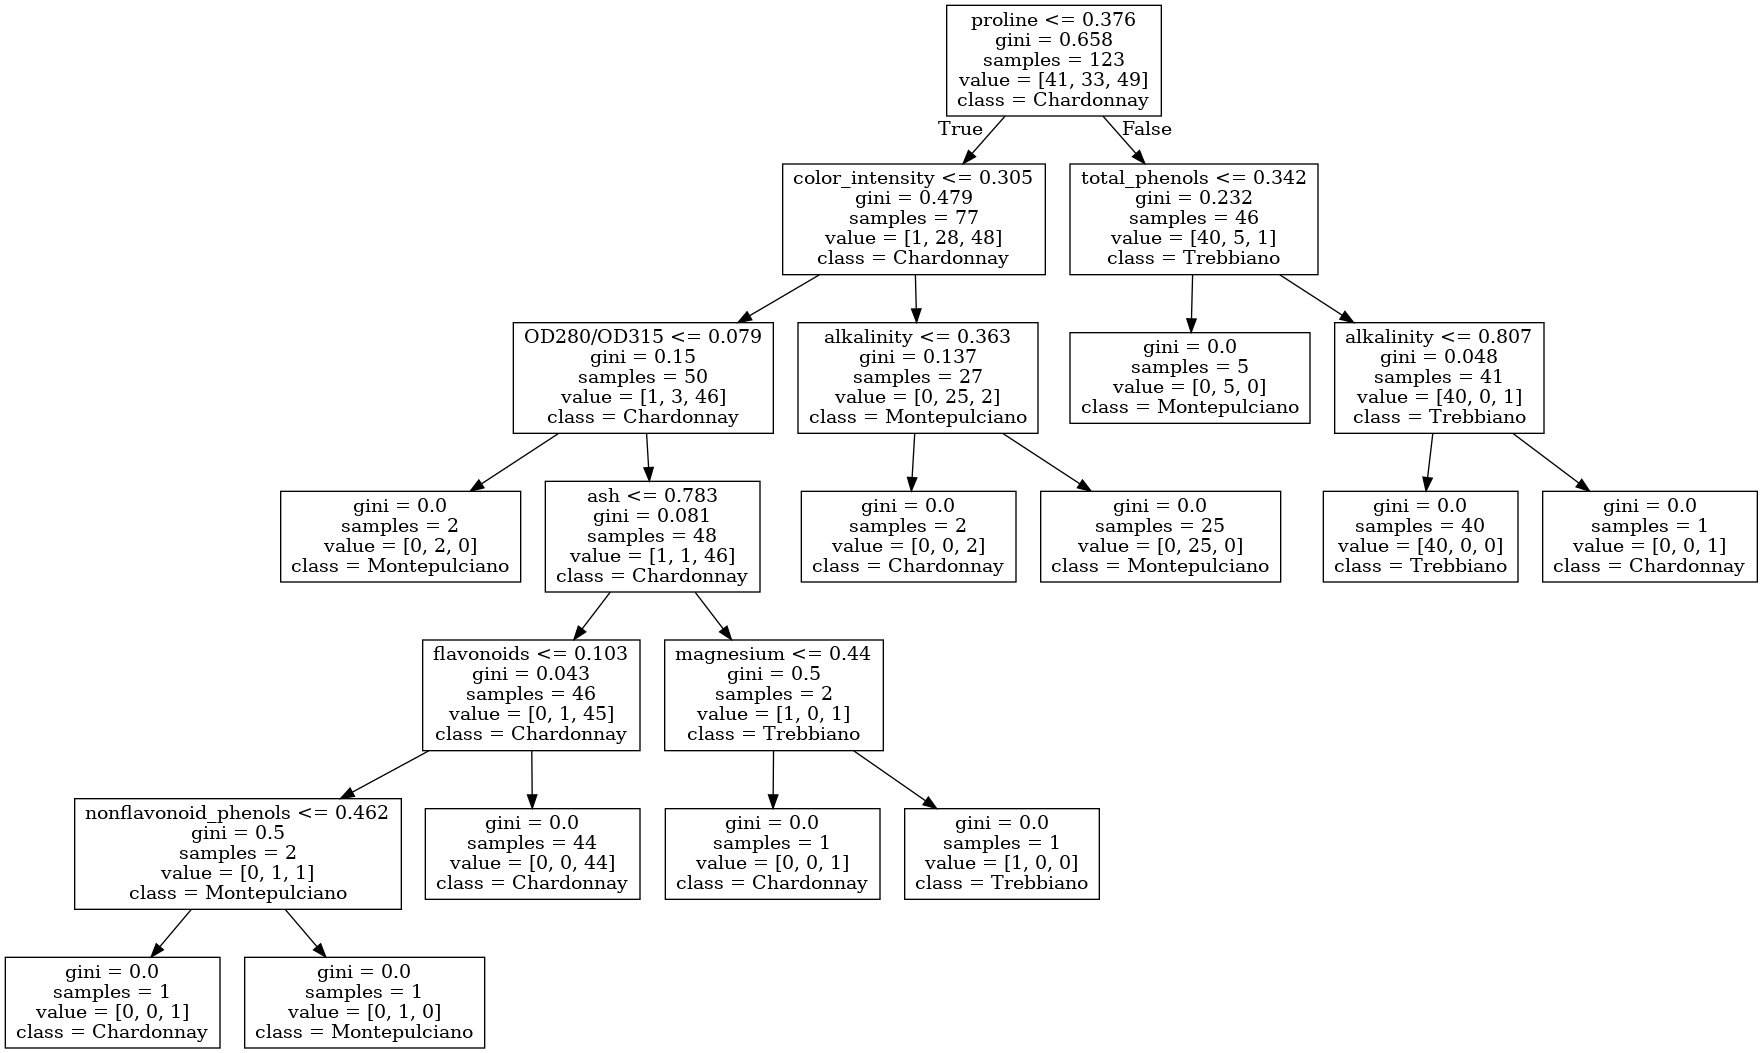 proline <= 0.376
gini = 0.658
samples = 123
value = [41, 33, 49]
class = Chardonnay
True
False
color_intensity <= 0.305
gini = 0.479
samples = 77
value = [1, 28, 48]
class = Chardonnay
total_phenols <= 0.342
gini = 0.232
samples = 46
value = [40, 5, 1]
class = Trebbiano
OD280/OD315 <= 0.079
gini = 0.15
samples = 50
value = [1, 3, 46]
class = Chardonnay
alkalinity <= 0.363
gini = 0.137
samples = 27
value = [0, 25, 2]
class = Montepulciano
gini = 0.0
samples = 5
value = [0, 5, 0]
class = Montepulciano
alkalinity <= 0.807
gini = 0.048
samples = 41
value = [40, 0, 1]
class = Trebbiano
gini = 0.0
samples = 2
value = [0, 2, 0]
class = Montepulciano
ash <= 0.783
gini = 0.081
samples = 48
value = [1, 1, 46]
class = Chardonnay
gini = 0.0
samples = 2
value = [0, 0, 2]
class = Chardonnay
gini = 0.0
samples = 25
value = [0, 25, 0]
class = Montepulciano
gini = 0.0
samples = 40
value = [40, 0, 0]
class = Trebbiano
gini = 0.0
samples = 1
value = [0, 0, 1]
class = Chardonnay
flavonoids <= 0.103
gini = 0.043
samples = 46
value = [0, 1, 45]
class = Chardonnay
magnesium <= 0.44
gini = 0.5
samples = 2
value = [1, 0, 1]
class = Trebbiano
nonflavonoid_phenols <= 0.462
gini = 0.5
samples = 2
value = [0, 1, 1]
class = Montepulciano
gini = 0.0
samples = 44
value = [0, 0, 44]
class = Chardonnay
gini = 0.0
samples = 1
value = [0, 0, 1]
class = Chardonnay
gini = 0.0
samples = 1
value = [1, 0, 0]
class = Trebbiano
gini = 0.0
samples = 1
value = [0, 0, 1]
class = Chardonnay
gini = 0.0
samples = 1
value = [0, 1, 0]
class = Montepulciano